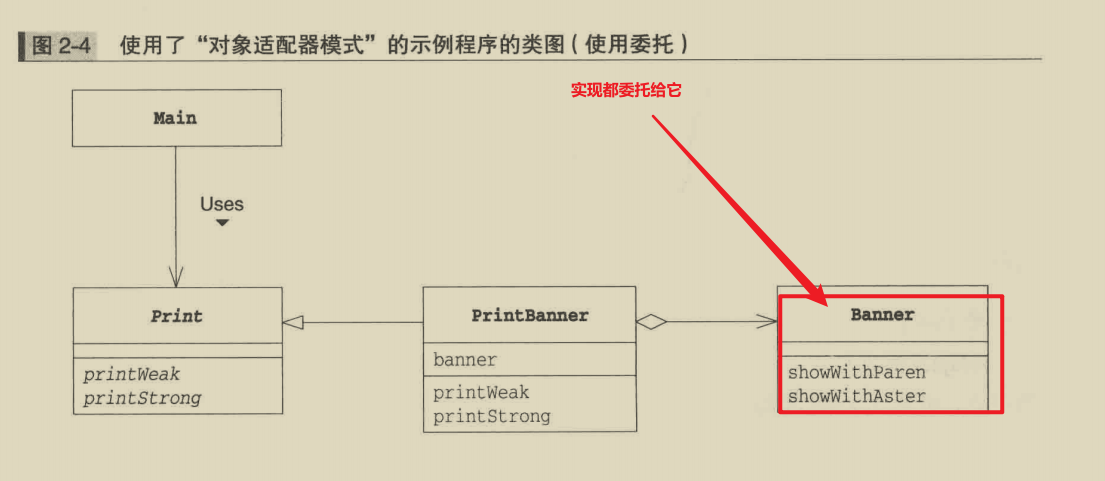 图 2-4 使用了“对象适配器模式”的示例程序的类图（使用委托）
实现都委托给它
Main
Uses
Print
printWeak
printStrong
PrintBanner
banner
printWeak
printStrong
Banner
showWithParen
showWithAster